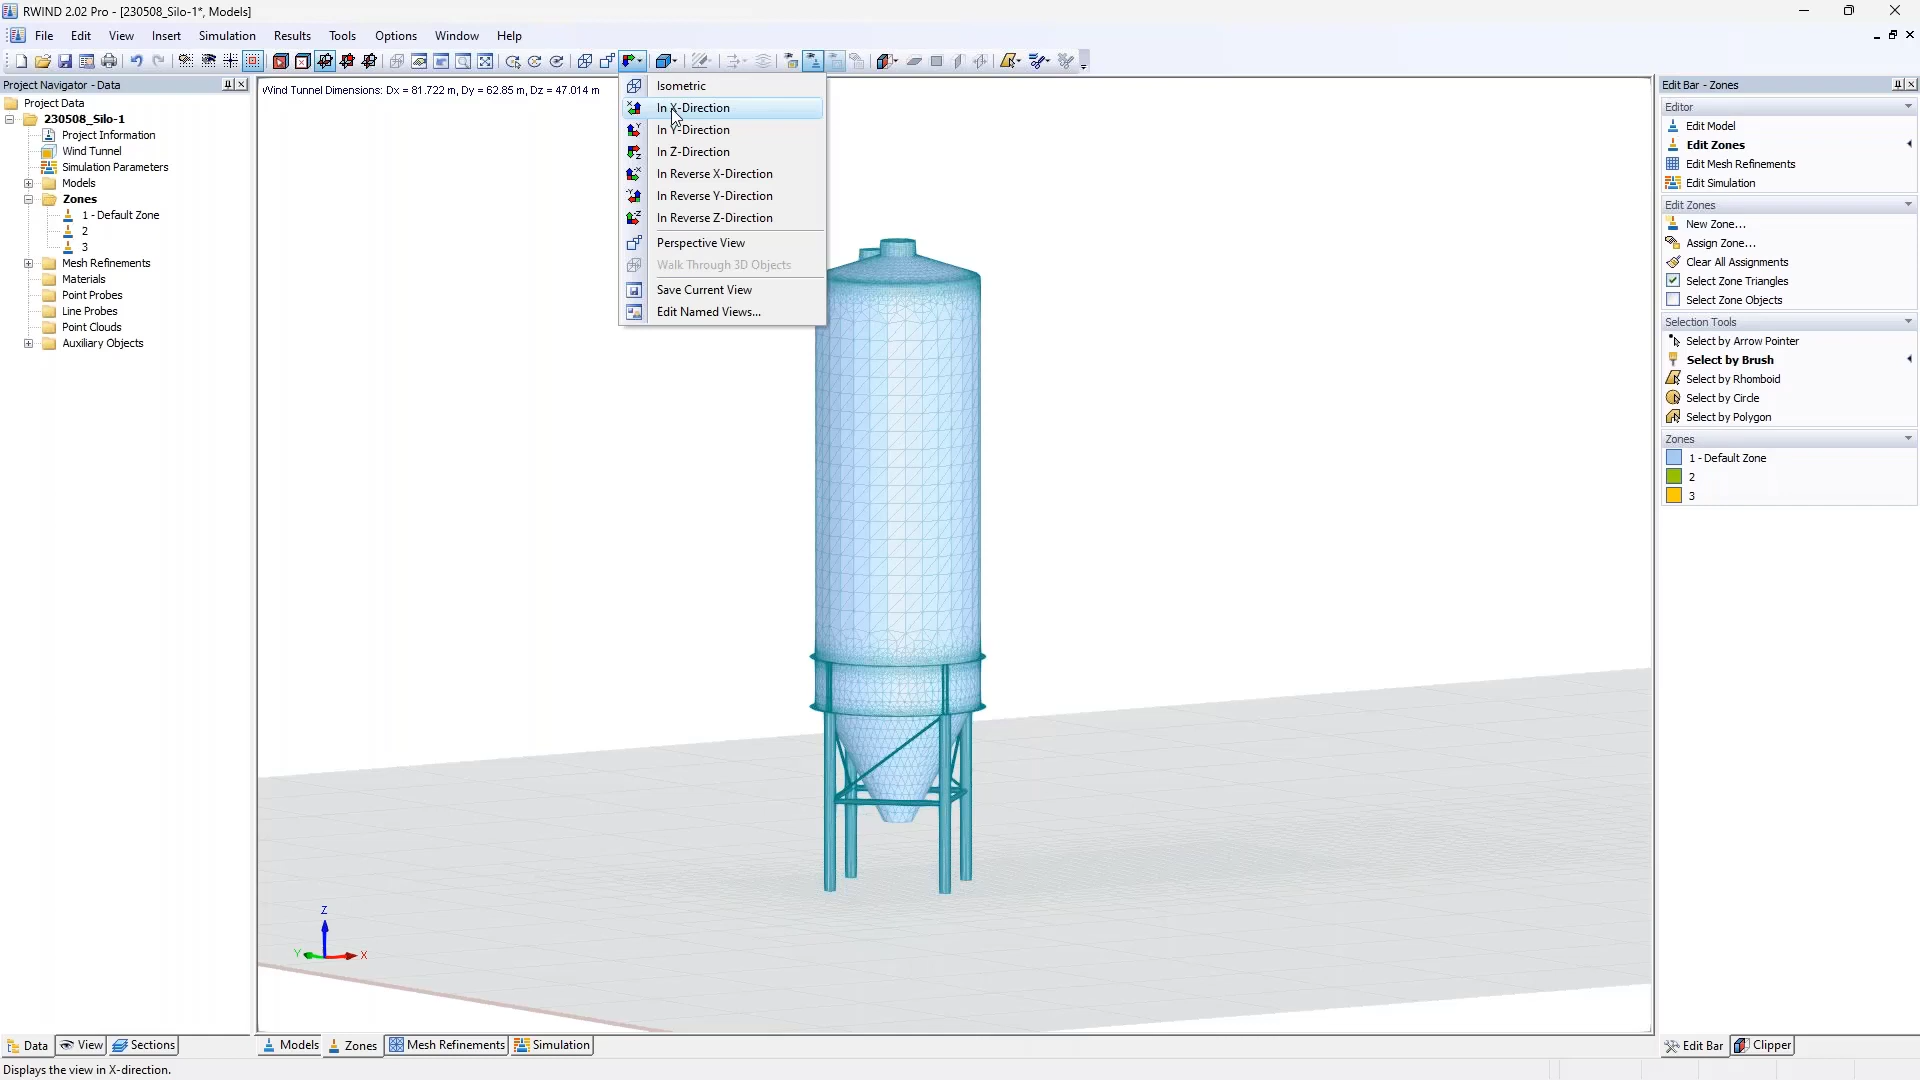 RWIND 2.02 Pro - [230508_Silo-1*, Models]
File Edit View Insert Simulation Results Tools Options Window Help
Project Navigator - Data
Project Data
230508_Silo-1
Project Information
Wind Tunnel
Simulation Parameters
Models
Zones
1 - Default Zone
2
3
Mesh Refinements
Materials
Point Probes
Line Probes
Point Clouds
Auxiliary Objects
Wind Tunnel Dimensions: Dx = 81.722 m, Dy = 62.85 m, Dz = 47.014 m
Isometric
In X-Direction
In Y-Direction
In Z-Direction
In Reverse X-Direction
In Reverse Y-Direction
In Reverse Z-Direction
Perspective View
Walk Through 3D Objects
Save Current View
Edit Named Views...
Z
Y
X
Edit Bar - Zones
Editor
Edit Model
Edit Zones
Edit Mesh Refinements
Edit Simulation
Edit Zones
New Zone...
Assign Zone...
Clear All Assignments
Select Zone Triangles
Select Zone Objects
Selection Tools
Select by Arrow Pointer
Select by Brush
Select by Rhomboid
Select by Circle
Select by Polygon
Zones
1 - Default Zone
2
3
Data View Sections
Models Zones Mesh Refinements Simulation
Edit Bar Clipper
Displays the view in X-direction.